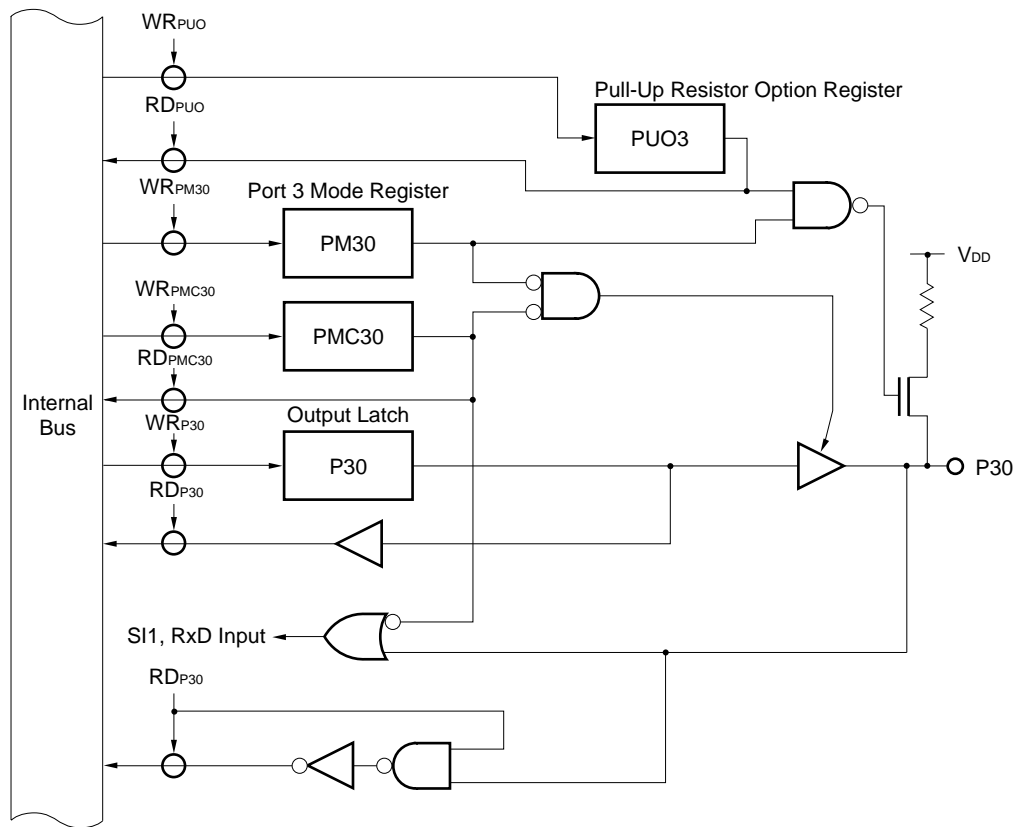 WRPUO
RDPUO
Pull-Up Resistor Option Register
PUO3
WRPM30
Port 3 Mode Register
PM30
VDD
WRPMC30
PMC30
RDPMC30
Internal
Bus
WRP30
Output Latch
P30
P30
RDP30
SI1, RxD Input
RDP30